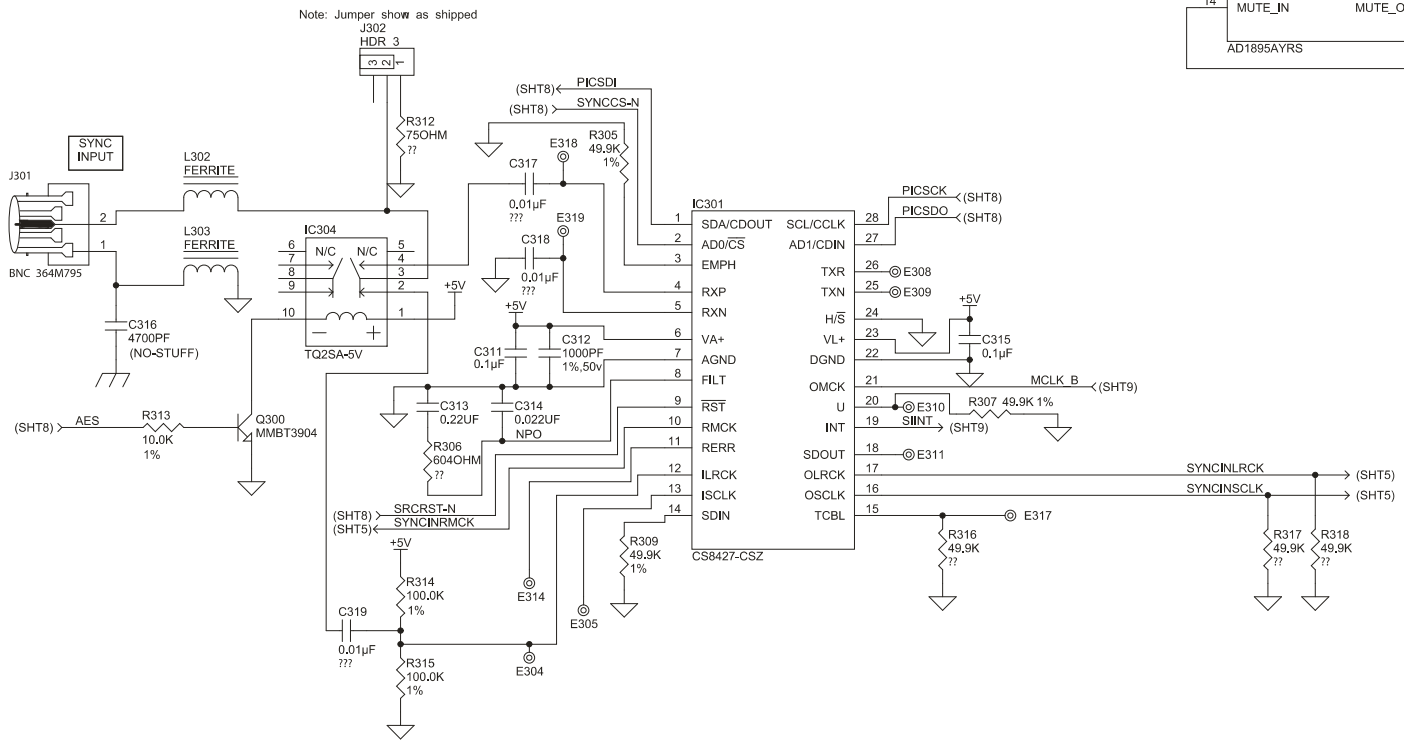 Note: Jumper show as shipped
J302
HDR 3
3 2 1
14 MUTE_IN MUTE_O
AD1895AYRS
SYNC
INPUT
J301
2
1
BNC 364M795
L302
FERRITE
L303
FERRITE
R312
75OHM
??
(SHT8) PICSDI
(SHT8) SYNCCS-N
C316
4700PF
(NO-STUFF)
IC304
6 N/C N/C 5
7 4
8 3
9 2
10 1
TQ2SA-5V
+5V
C317
0.01µF
???
E318
C318
0.01µF
???
E319
R305
49.9K
1%
+5V
C311
0.1µF
C312
1000PF
1%,50v
C313
0.22UF
C314
0.022UF
NPO
R306
604OHM
??
(SHT8) AES
R313
10.0K
1%
Q300
MMBT3904
(SHT8) SRCRST-N
(SHT5) SYNCINRMCK
+5V
R314
100.0K
1%
C319
0.01µF
???
R315
100.0K
1%
E314
E305
E304
R309
49.9K
1%
IC301
1 SDA/CDOUT SCL/CCLK 28
2 AD0/CS AD1/CDIN 27
3 EMPH
TXR 26 E308
4 RXP TXN 25 E309
5 RXN H/S 24
6 VA+ VL+ 23
7 AGND DGND 22
8 FILT OMCK 21
9 RST U 20 E310
10 RMCK INT 19
11 RERR SDOUT 18 E311
12 ILRCK OLRCK 17
13 ISCLK OSCLK 16
14 SDIN TCBL 15
CS8427-CSZ
PICSCK (SHT8)
PICSDO (SHT8)
+5V
C315
0.1µF
MCLK_B (SHT9)
R307 49.9K 1%
SIINT (SHT9)
SYNCINLRCK (SHT5)
SYNCINSCLK (SHT5)
E317
R316
49.9K
??
R317
49.9K
??
R318
49.9K
??